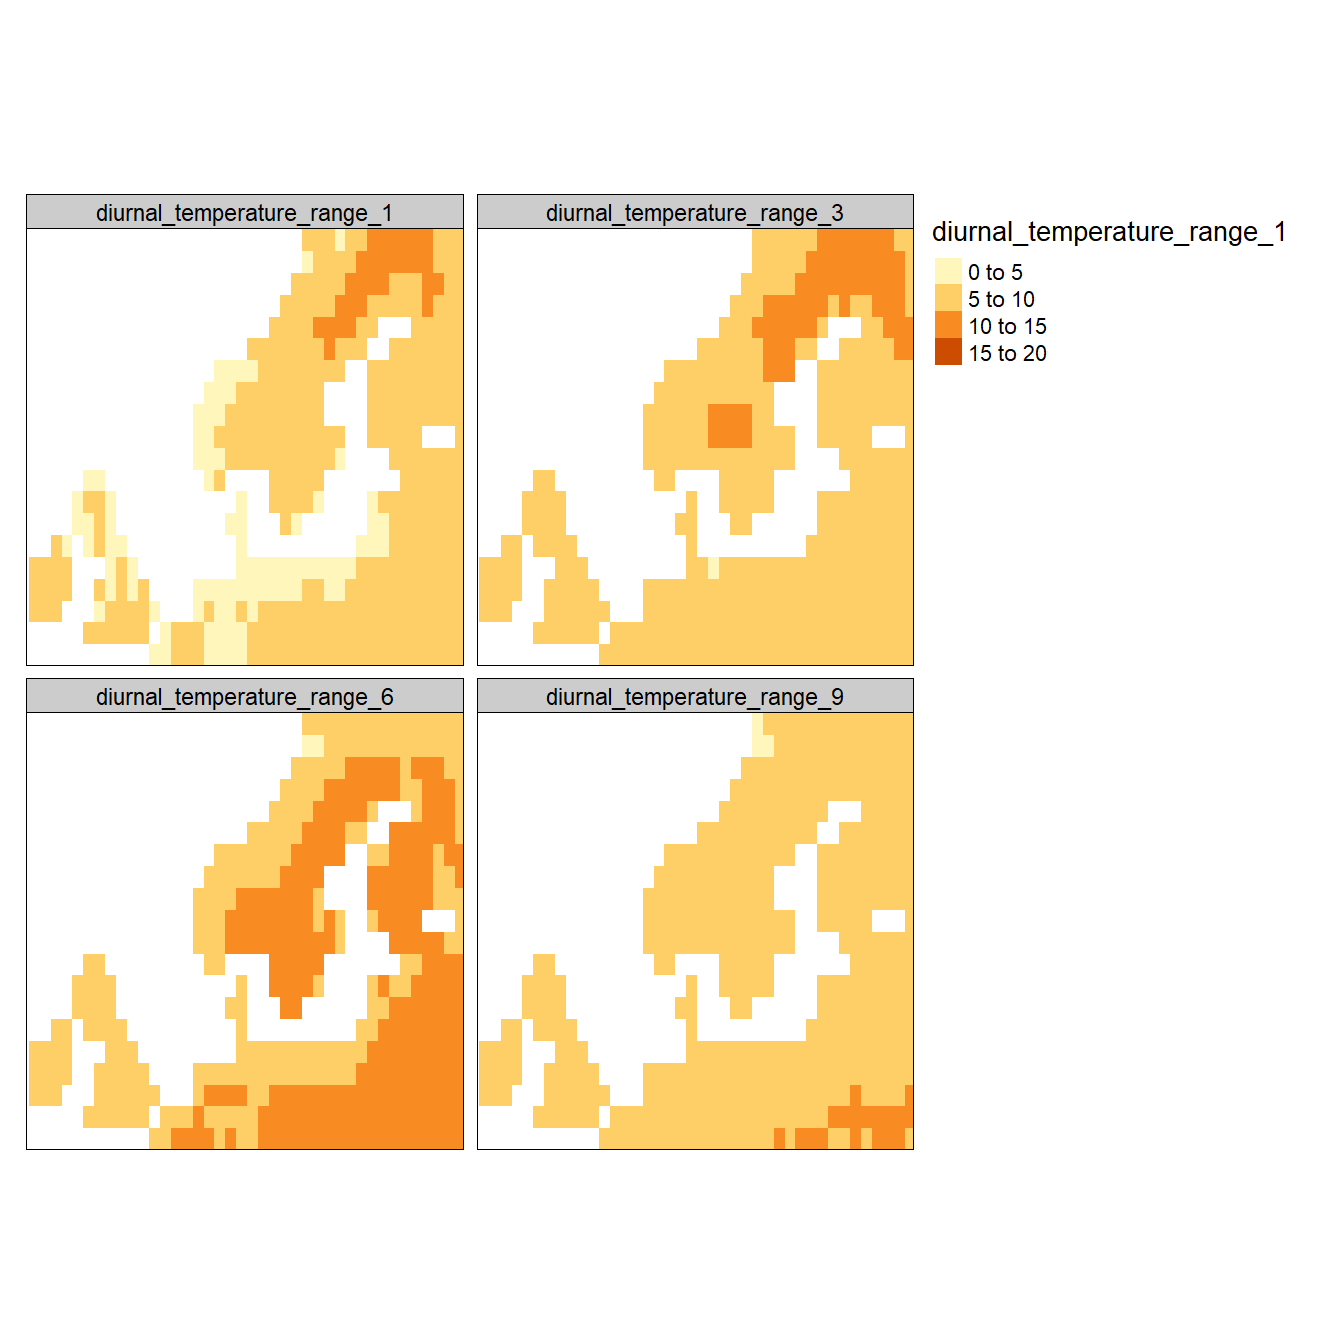 diurnal_temperature_range_1
diurnal_temperature_range_3
diurnal_temperature_range_1
0 to 5
5 to 10
10 to 15
15 to 20
diurnal_temperature_range_6
diurnal_temperature_range_9